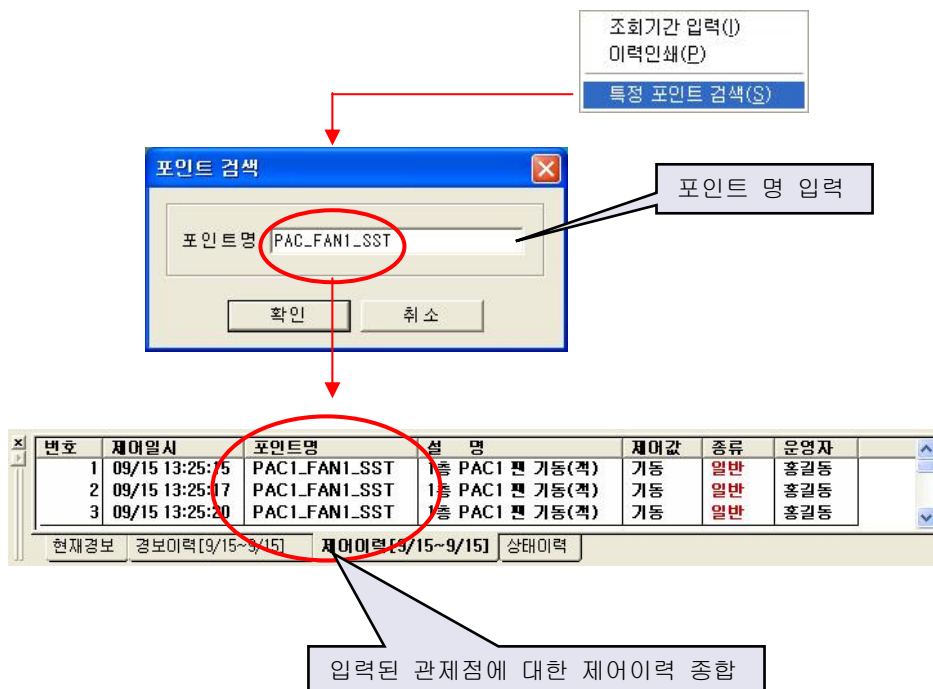 조회기간 입력(I)
이력인쇄(P)
특정 포인트 검색(S)
포인트 검색
포인트 명 입력
포인트명 PAC_FAN1_SST
확인 취소
번호 제어일시 포인트명 설 명 제어값 종류 운영자
1 09/15 13:25:15 PAC1_FAN1_SST 1층 PAC1 팬 기동(적) 기동 일반 홍길동
2 09/15 13:25:17 PAC1_FAN1_SST 1층 PAC1 팬 기동(적) 기동 일반 홍길동
3 09/15 13:25:20 PAC1_FAN1_SST 1층 PAC1 팬 기동(적) 기동 일반 홍길동
현재경보 경보이력[9/15~9/15] 제어이력[9/15~9/15] 상태이력
입력된 관제점에 대한 제어이력 종합